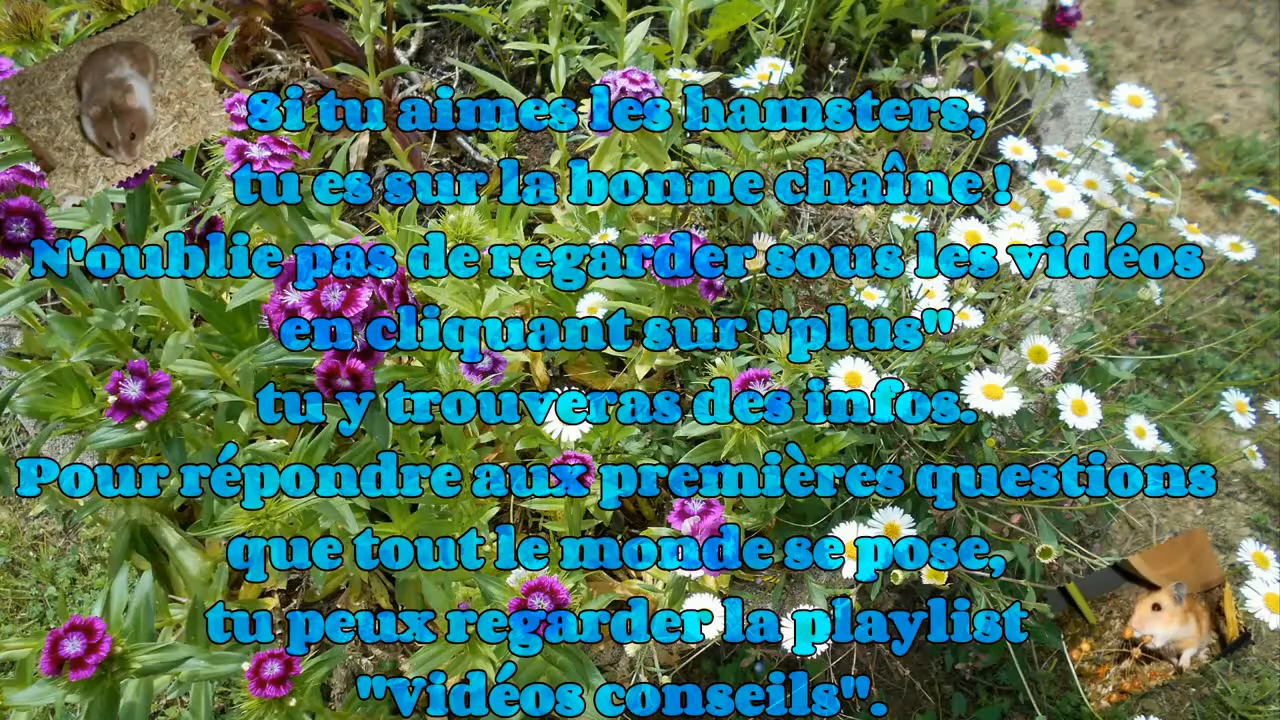 Si tu aimes les hamsters,
tu es sur la bonne chaîne !
N'oublie pas de regarder sous les vidéos
en cliquant sur "plus"
tu y trouveras des infos.
Pour répondre aux premières questions
que tout le monde se pose,
tu peux regarder la playlist
"Vidéos conseils".